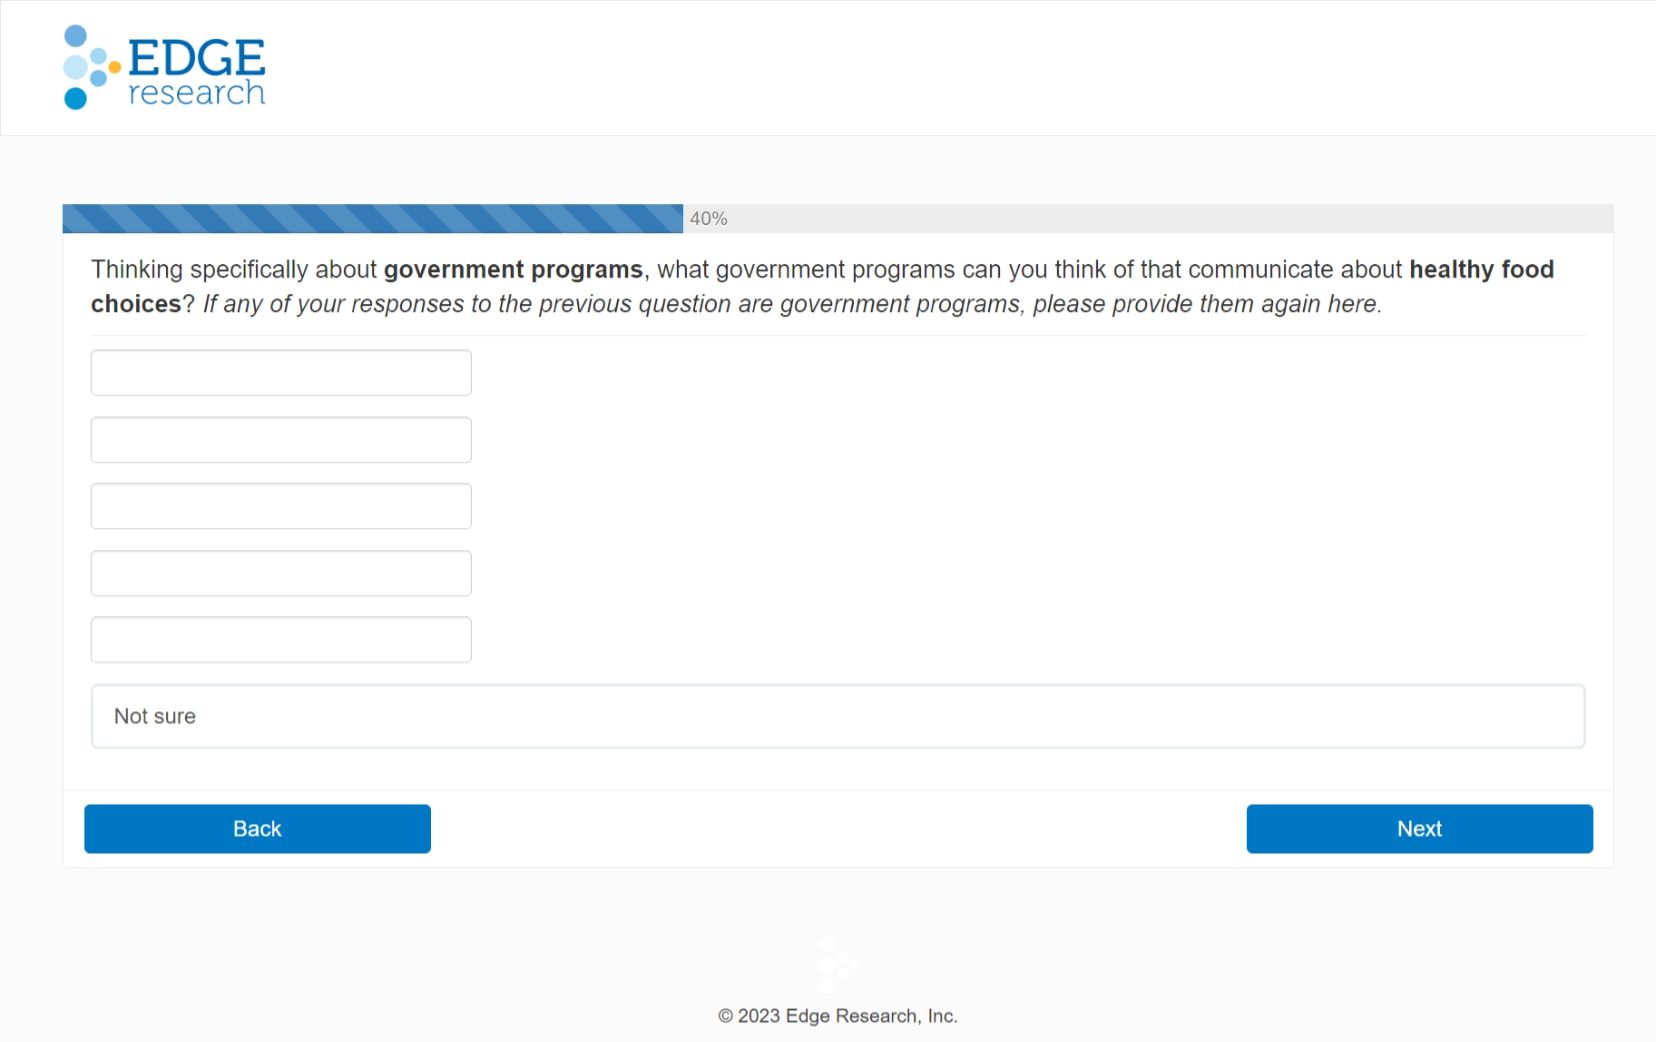 EDGE
research
40%
Thinking specifically about government programs, what government programs can you think of that communicate about healthy food
choices? If any of your responses to the previous question are government programs, please provide them again here.
Not sure
Back
Next
© 2023 Edge Research, Inc.